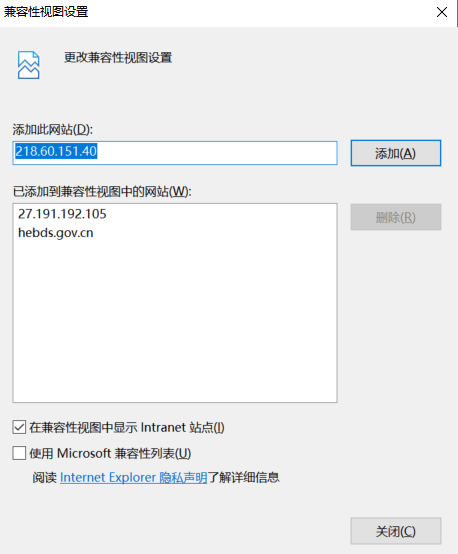 兼容性视图设置
更改兼容性视图设置
添加此网站(D):
218.60.151.40
添加(A)
已添加到兼容性视图中的网站(W):
27.191.192.105
删除(R)
hebds.gov.cn
在兼容性视图中显示 Intranet 站点(I)
使用 Microsoft 兼容性列表(U)
阅读 Internet Explorer 隐私声明了解详细信息
关闭(C)